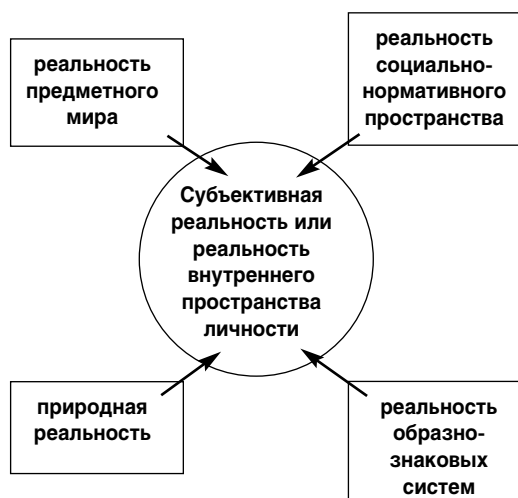 реальность
предметного
мира
реальность
социально-
нормативного
пространства
Субъективная
реальность или
реальность
внутреннего
пространства
личности
природная
реальность
реальность
образно-
знаковых
систем